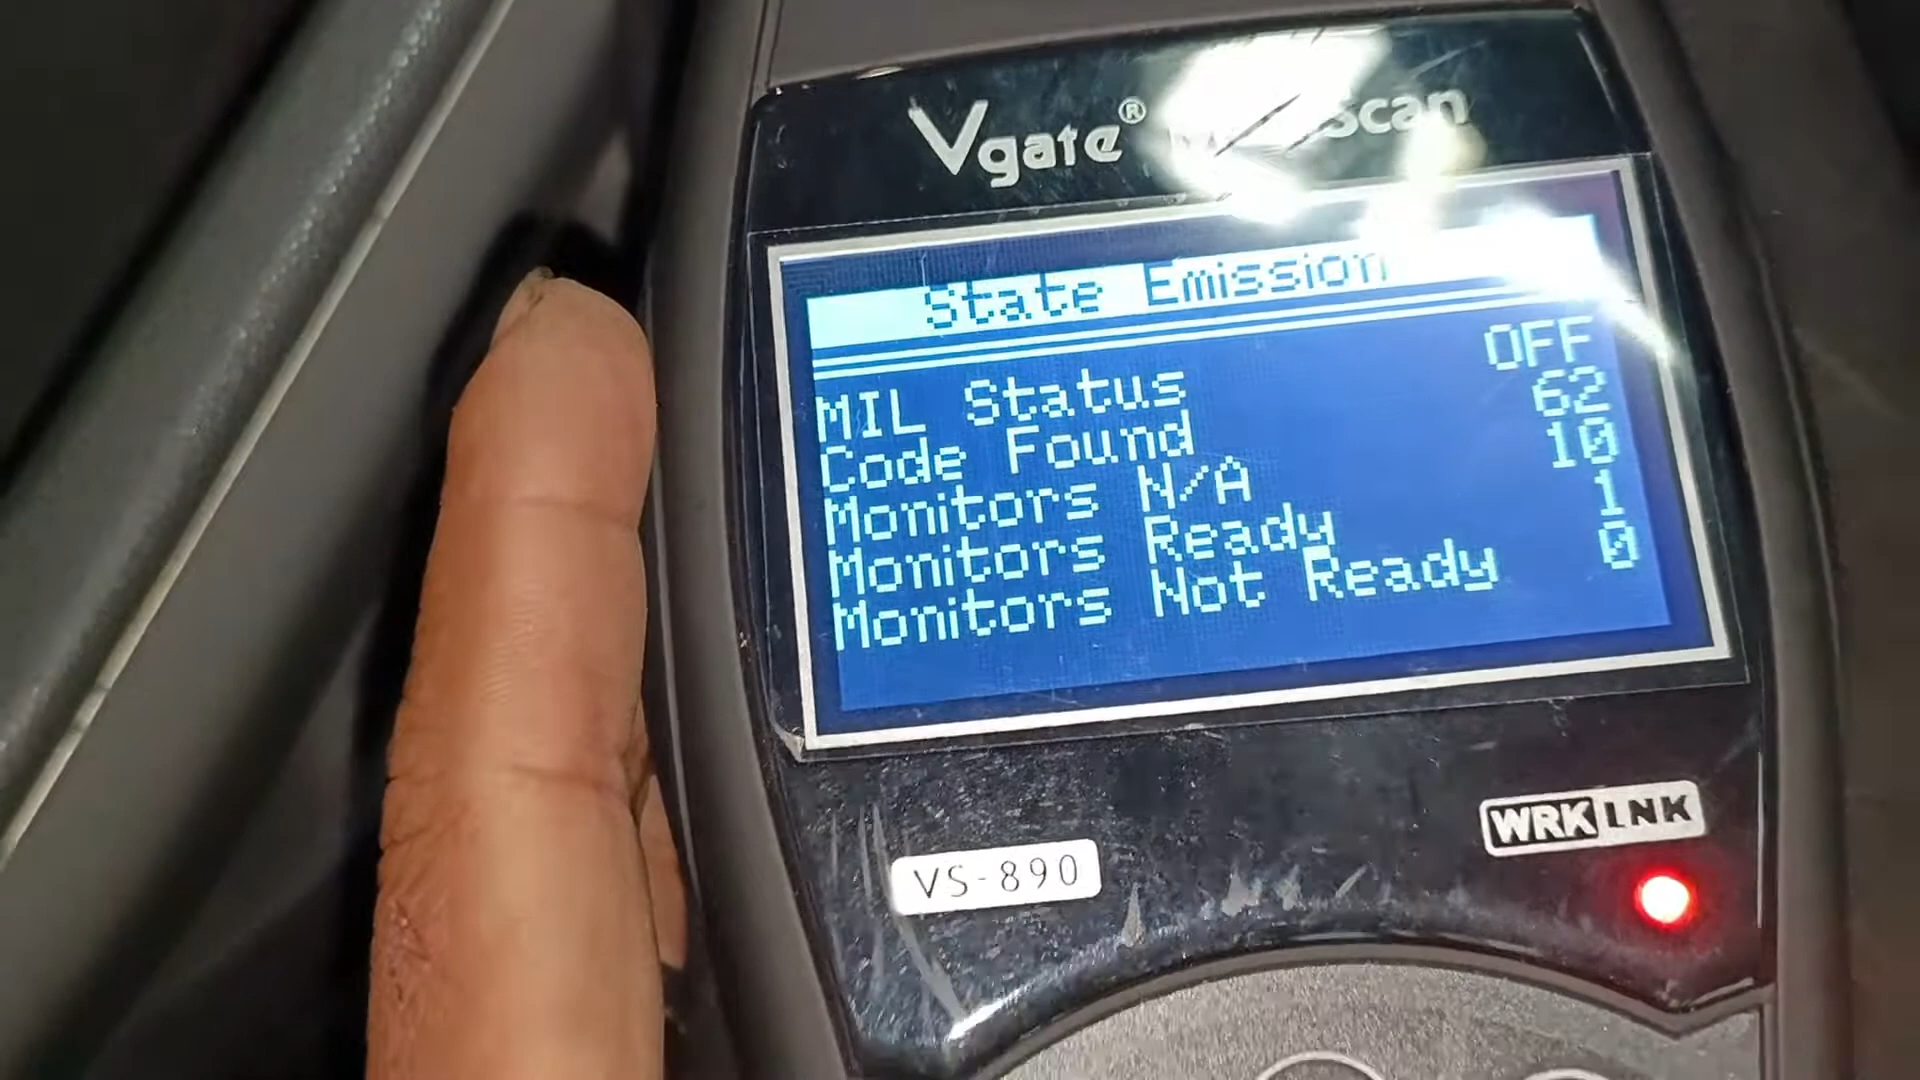 Vgate® Scan
State Emission
MIL Status OFF
Code Found 62
Monitors N/A 10
Monitors Ready 1
Monitors Not Ready 0
WRK LNK
VS-890